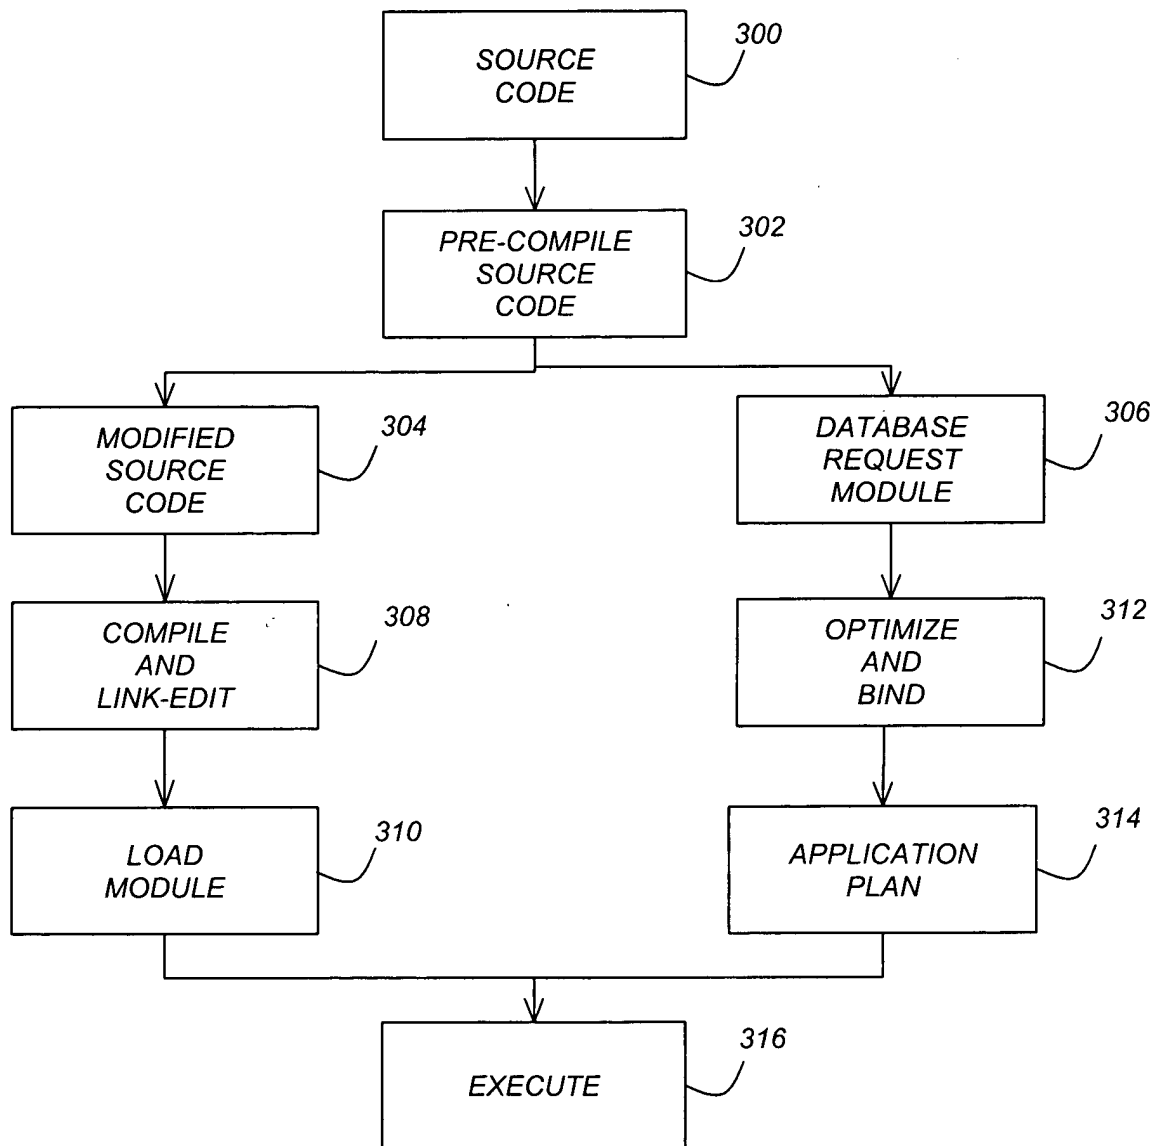 SOURCE
CODE
300
PRE-COMPILE
SOURCE
CODE
302
MODIFIED
SOURCE
CODE
304
DATABASE
REQUEST
MODULE
306
COMPILE
AND
LINK-EDIT
308
OPTIMIZE
AND
BIND
312
LOAD
MODULE
310
APPLICATION
PLAN
314
EXECUTE
316